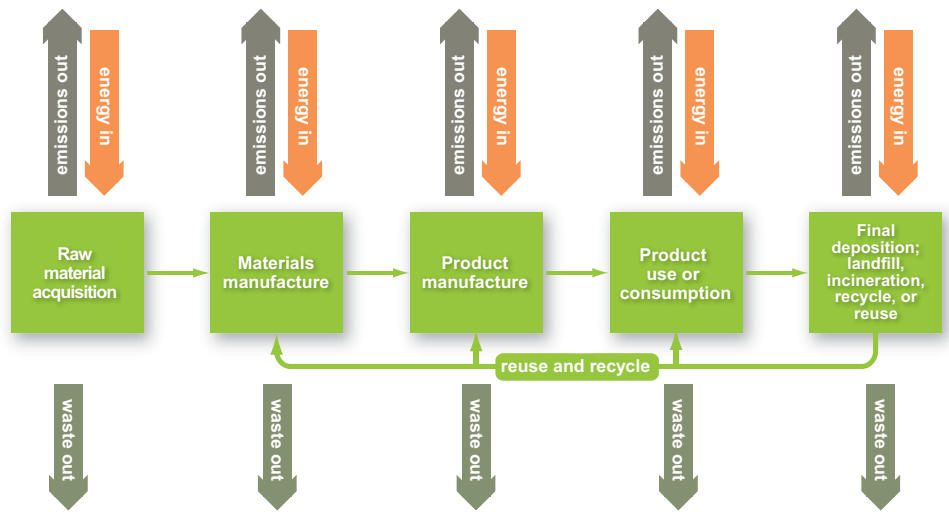 emissions out
energy in
emissions out
energy in
emissions out
energy in
emissions out
energy in
emissions out
energy in
Raw
material
acquisition
Materials
manufacture
Product
manufacture
Product
use or
consumption
Final
deposition;
landfill,
incineration,
recycle, or
reuse
reuse and recycle
waste out
waste out
waste out
waste out
waste out